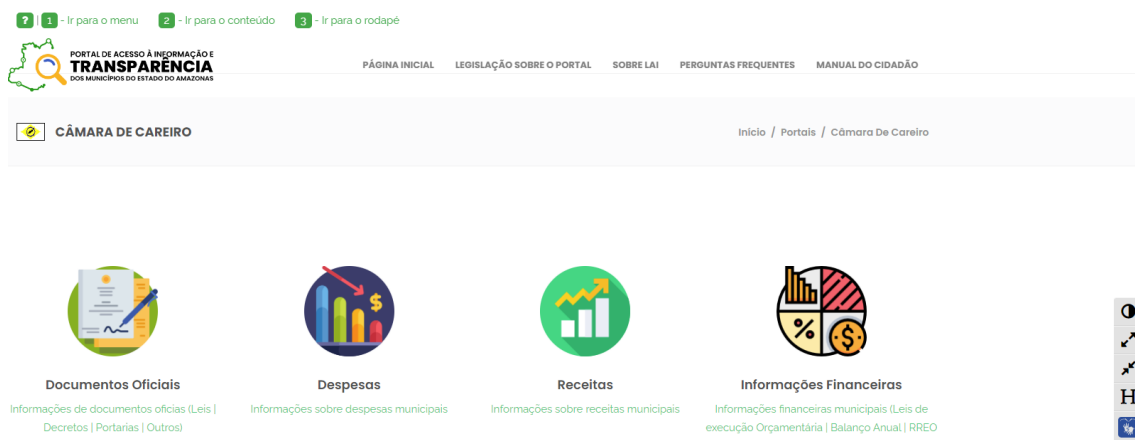 ? | 1 - Ir para o menu 2 - Ir para o conteúdo 3 - Ir para o rodapé
PORTAL DE ACESSO À INFORMAÇÃO E
TRANSPARÊNCIA
DOS MUNICÍPIOS DO ESTADO DO AMAZONAS
PÁGINA INICIAL LEGISLAÇÃO SOBRE O PORTAL SOBRE LAI PERGUNTAS FREQUENTES MANUAL DO CIDADÃO
CÂMARA DE CAREIRO
Início / Portais / Câmara De Careiro
Documentos Oficiais
Informações de documentos oficias (Leis |
Decretos | Portarias | Outros)
Despesas
Informações sobre despesas municipais
Receitas
Informações sobre receitas municipais
Informações Financeiras
Informações financeiras municipal (Leis de
execução Orçamentária | Balanço Anual | RREO
H